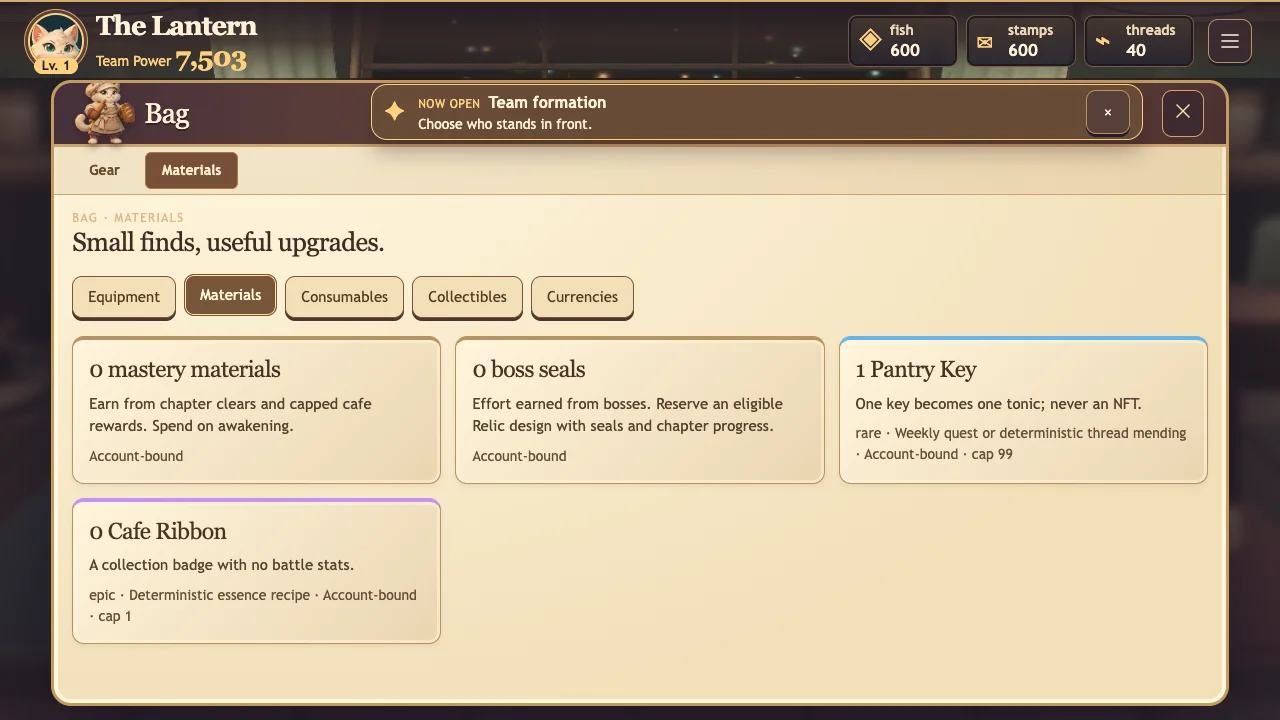 The Lantern
Lv. 1
Team Power 7,503
fish
600
stamps
600
threads
40
Bag
NOW OPEN Team formation
Choose who stands in front.
×
Gear
Materials
BAG · MATERIALS
Small finds, useful upgrades.
Equipment
Materials
Consumables
Collectibles
Currencies
0 mastery materials
Earn from chapter clears and capped cafe
rewards. Spend on awakening.
Account-bound
0 boss seals
Effort earned from bosses. Reserve an eligible
Relic design with seals and chapter progress.
Account-bound
1 Pantry Key
One key becomes one tonic; never an NFT.
rare · Weekly quest or deterministic thread mending
· Account-bound · cap 99
0 Cafe Ribbon
A collection badge with no battle stats.
epic · Deterministic essence recipe · Account-bound
· cap 1